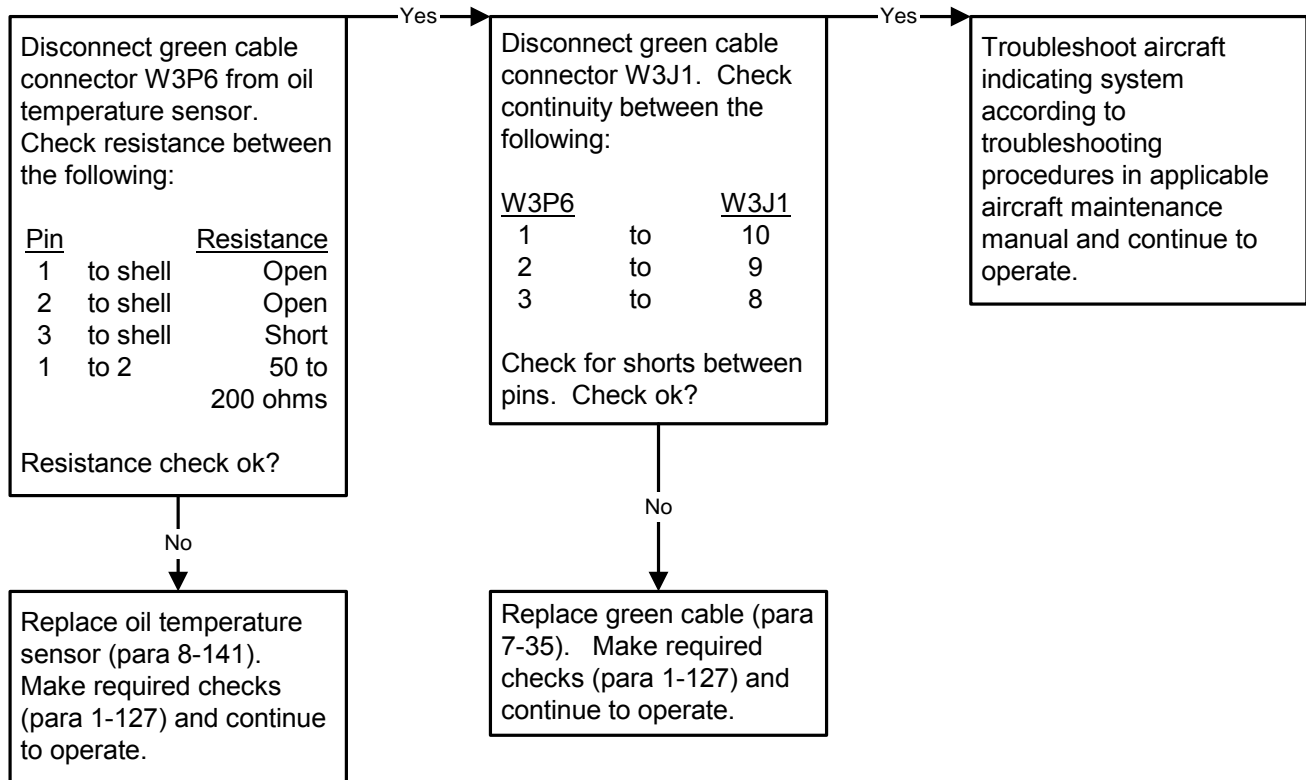 Disconnect green cable
connector W3P6 from oil
temperature sensor.
Check resistance between
the following:
Pin Resistance
1 to shell Open
2 to shell Open
3 to shell Short
1 to 2 50 to
200 ohms
Resistance check ok?
Yes
Disconnect green cable
connector W3J1. Check
continuity between the
following:
W3P6 W3J1
1 to 10
2 to 9
3 to 8
Check for shorts between
pins. Check ok?
Yes
Troubleshoot aircraft
indicating system
according to
troubleshooting
procedures in applicable
aircraft maintenance
manual and continue to
operate.
No
Replace oil temperature
sensor (para 8-141).
Make required checks
(para 1-127) and continue
to operate.
No
Replace green cable (para
7-35). Make required
checks (para 1-127) and
continue to operate.